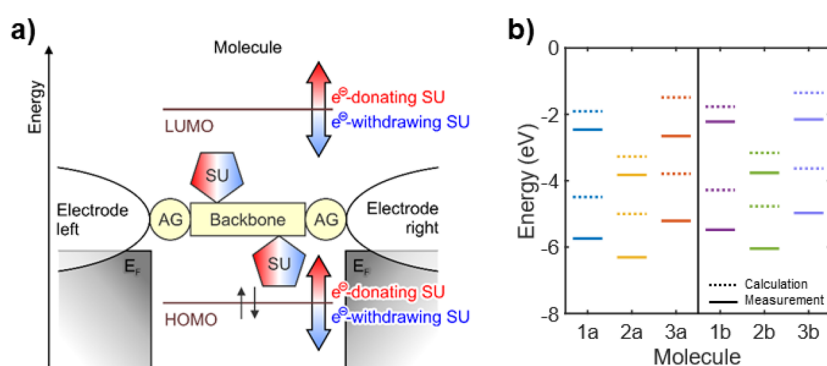 a)
Molecule
Energy
e⊖-donating SU
e⊖-withdrawing SU
LUMO
SU
Electrode
left
AG
Backbone
AG
Electrode
right
SU
EF
EF
e⊖-donating SU
e⊖-withdrawing SU
HOMO
b)
0
-2
-4
-6
-8
Energy (eV)
Calculation
Measurement
1a 2a 3a 1b 2b 3b
Molecule